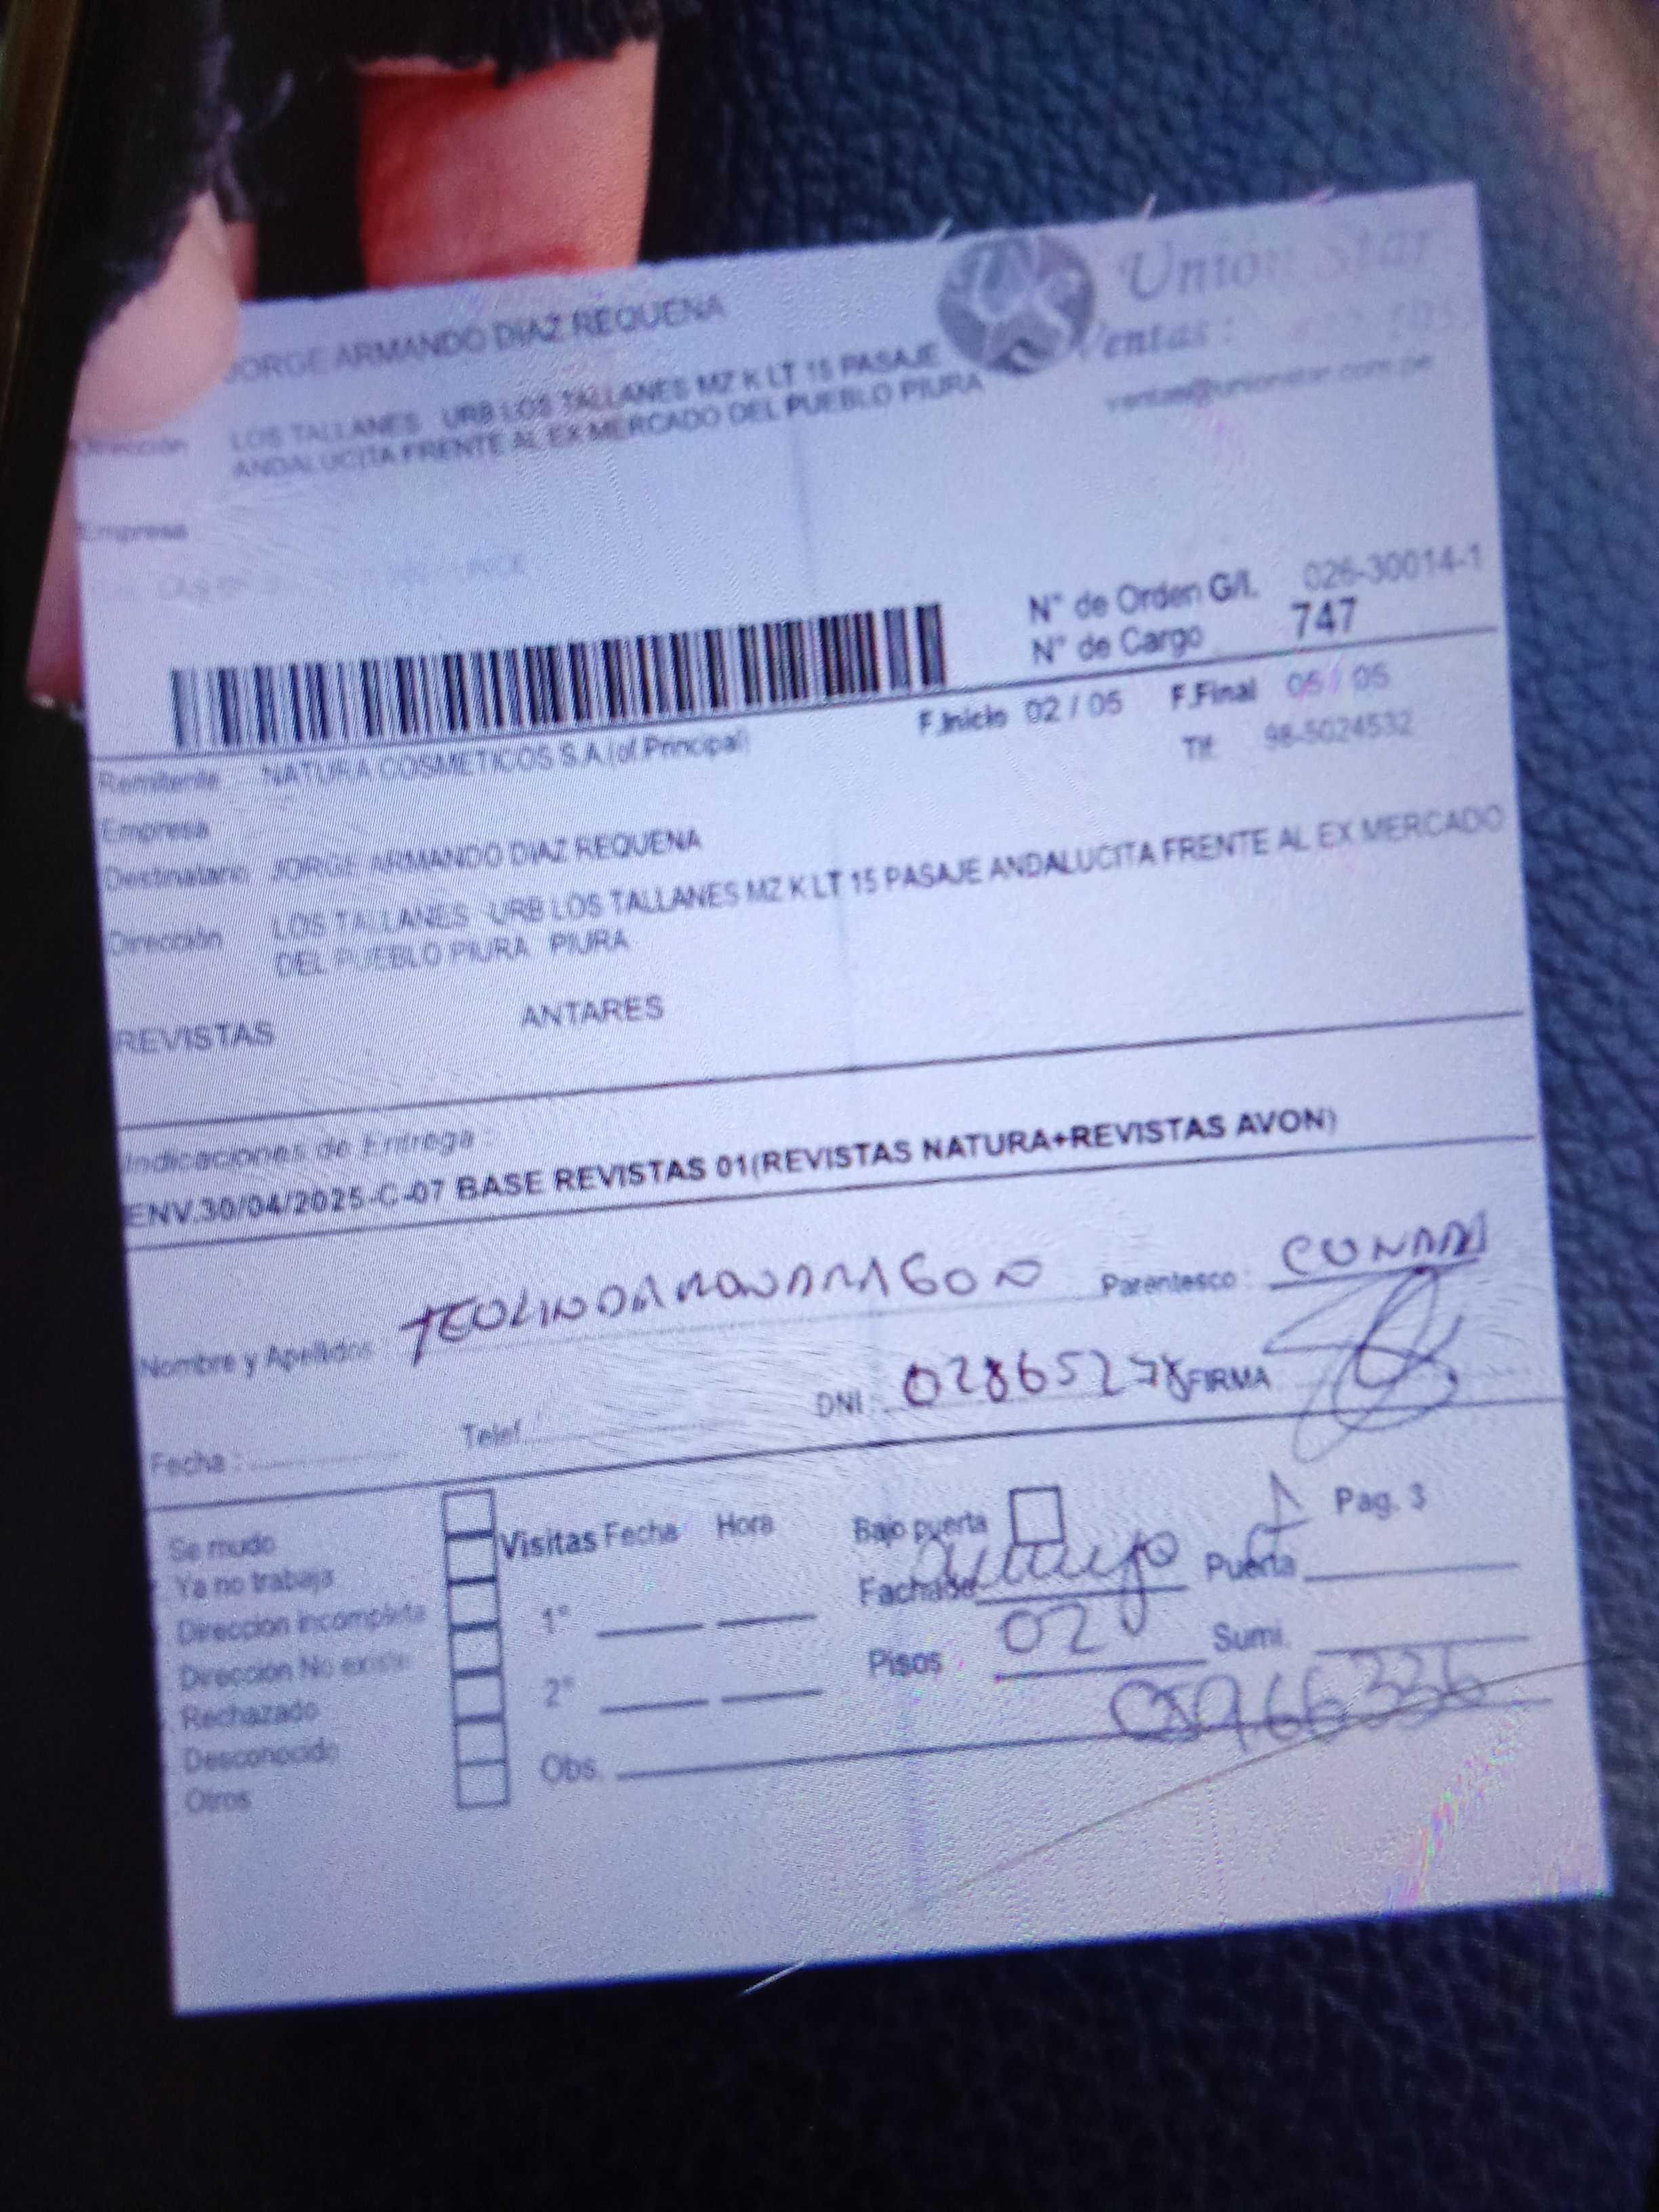 JORGE ARMANDO DIAZ REQUENA
Union Star
Ventas:
ventas@unionstar.com.pe
Dirección LOS TALLANES URB LOS TALLANES MZ K LT 15 PASAJE
ANDALUCITA FRENTE AL EX MERCADO DEL PUEBLO PIURA
Empresa
N° de Orden G/I. 026-30014-1
N° de Cargo 747
F.Inicio 02 / 05 F.Final 05 / 05
Remitente NATURA COSMETICOS S.A.(of.Principal)
Tlf. 98-5024532
Empresa
Destinatario JORGE ARMANDO DIAZ REQUENA
Dirección LOS TALLANES URB LOS TALLANES MZ K LT 15 PASAJE ANDALUCITA FRENTE AL EX MERCADO
DEL PUEBLO PIURA PIURA
REVISTAS ANTARES
Indicaciones de Entrega
ENV.30/04/2025-C-07 BASE REVISTAS 01(REVISTAS NATURA+REVISTAS AVON)
Nombre y Apellidos TEOLINDA Parentesco:
Fecha : Telef. DNI : 02865278 FIRMA
Se mudo
Ya no trabaja
Dirección incompleta
Dirección No existe
Rechazado
Desconocido
Otros
Visitas Fecha Hora
1°
2°
Obs.
Bajo puerta Pag. 3
Fachada Puerta
Pisos 02 Sumi.